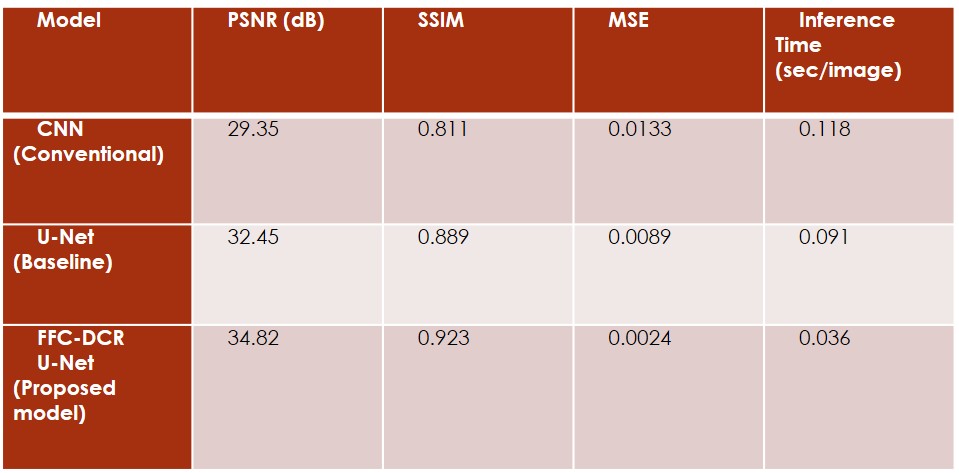 Model PSNR (dB) SSIM MSE Inference
Time
(sec/image)
CNN 29.35 0.811 0.0133 0.118
(Conventional)
U-Net 32.45 0.889 0.0089 0.091
(Baseline)
FFC-DCR 34.82 0.923 0.0024 0.036
U-Net
(Proposed
model)